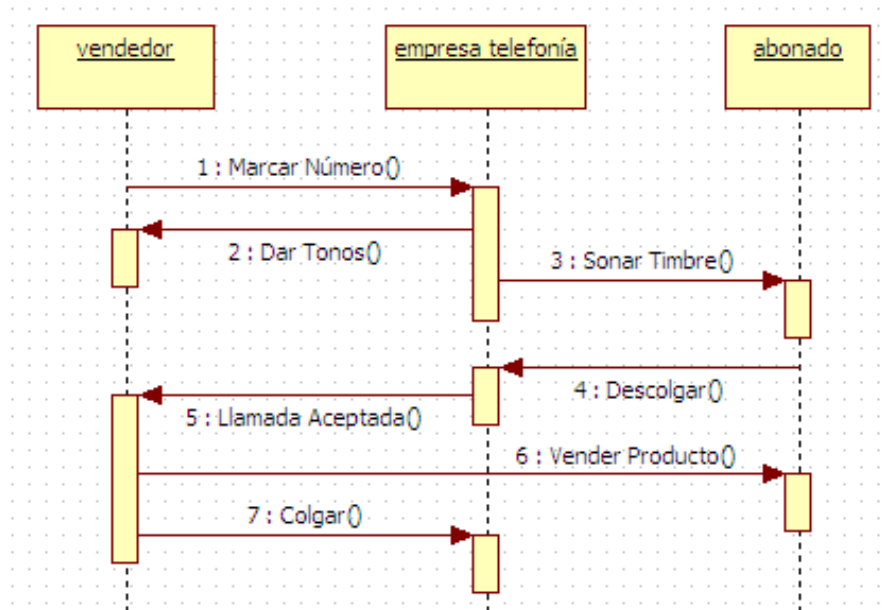 vendedor
empresa telefonía
abonado
1 : Marcar Número()
2 : Dar Tonos()
3 : Sonar Timbre()
4 : Descolgar()
5 : Llamada Aceptada()
6 : Vender Producto()
7 : Colgar()